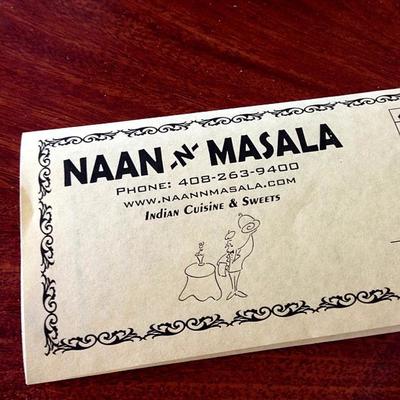 NAAN -N- MASALA
PHONE: 408-263-9400
WWW.NAANNMASALA.COM
INDIAN CUISINE & SWEETS